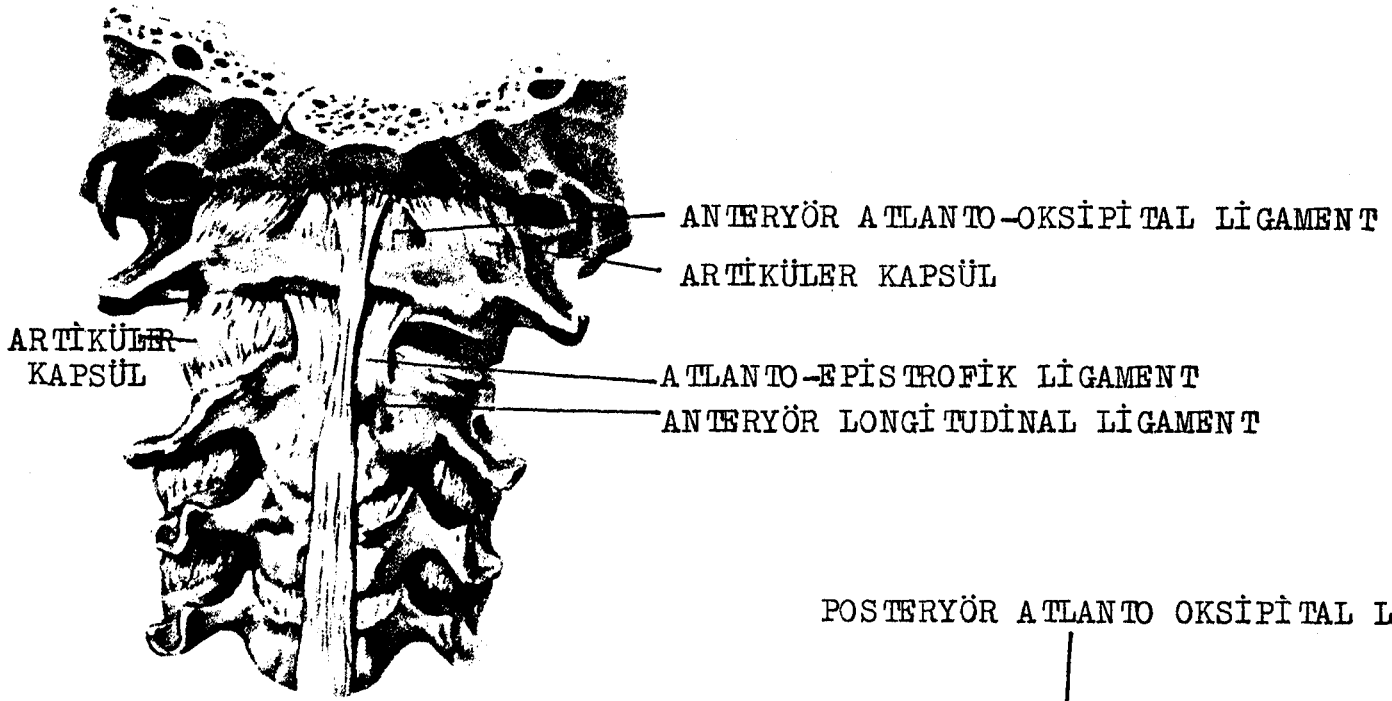 ANTERYÖR ATLANTO-OKSİPİTAL LİGAMENT
ARTİKÜLER KAPSÜL
ARTİKÜLER
KAPSÜL
ATLANTO-EPİSTROFİK LİGAMENT
ANTERYÖR LONGİTUDİNAL LİGAMENT
POSTERYÖR ATLANTO OKSİPİTAL L